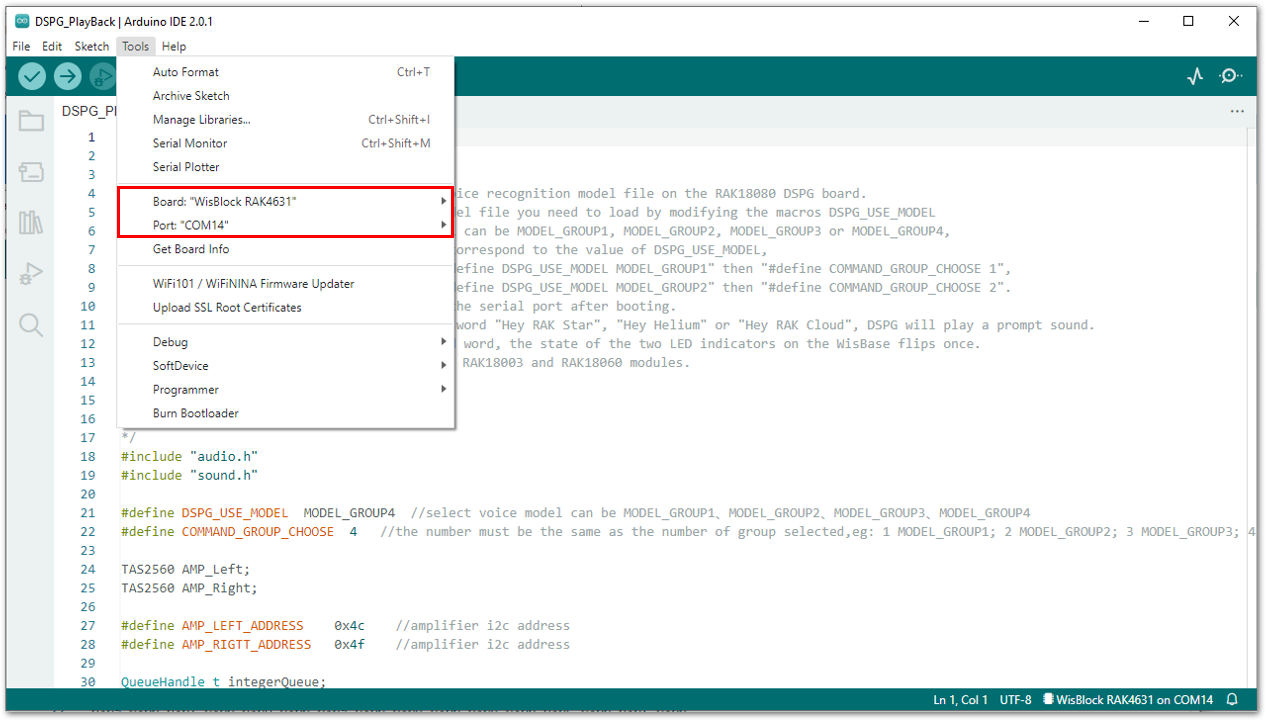 DSPG_PlayBack | Arduino IDE 2.0.1
File Edit Sketch Tools Help
Auto Format Ctrl+T
Archive Sketch
Manage Libraries... Ctrl+Shift+I
Serial Monitor Ctrl+Shift+M
Serial Plotter
Board: "WisBlock RAK4631"
Port: "COM14"
Get Board Info
WiFi101 / WiFiNINA Firmware Updater
Upload SSL Root Certificates
Debug
SoftDevice
Programmer
Burn Bootloader
DSPG_Pl
...
1
2
3
4 ice recognition model file on the RAK18080 DSPG board.
5 el file you need to load by modifying the macros DSPG_USE_MODEL
6 can be MODEL_GROUP1, MODEL_GROUP2, MODEL_GROUP3 or MODEL_GROUP4,
7 orrespond to the value of DSPG_USE_MODEL,
8 efine DSPG_USE_MODEL MODEL_GROUP1" then "#define COMMAND_GROUP_CHOOSE 1",
9 efine DSPG_USE_MODEL MODEL_GROUP2" then "#define COMMAND_GROUP_CHOOSE 2".
10 he serial port after booting.
11 word "Hey RAK Star", "Hey Helium" or "Hey RAK Cloud", DSPG will play a prompt sound.
12 d word, the state of the two LED indicators on the WisBase flips once.
13 RAK18003 and RAK18060 modules.
14
15
16
17 */
18 #include "audio.h"
19 #include "sound.h"
20
21 #define DSPG_USE_MODEL MODEL_GROUP4 //select voice model can be MODEL_GROUP1、MODEL_GROUP2、MODEL_GROUP3、MODEL_GROUP4
22 #define COMMAND_GROUP_CHOOSE 4 //the number must be the same as the number of group selected,eg: 1 MODEL_GROUP1; 2 MODEL_GROUP2; 3 MODEL_GROUP3; 4
23
24 TAS2560 AMP_Left;
25 TAS2560 AMP_Right;
26
27 #define AMP_LEFT_ADDRESS 0x4c //amplifier i2c address
28 #define AMP_RIGTT_ADDRESS 0x4f //amplifier i2c address
29
30 QueueHandle_t integerQueue;
Ln 1, Col 1 UTF-8 WisBlock RAK4631 on COM14